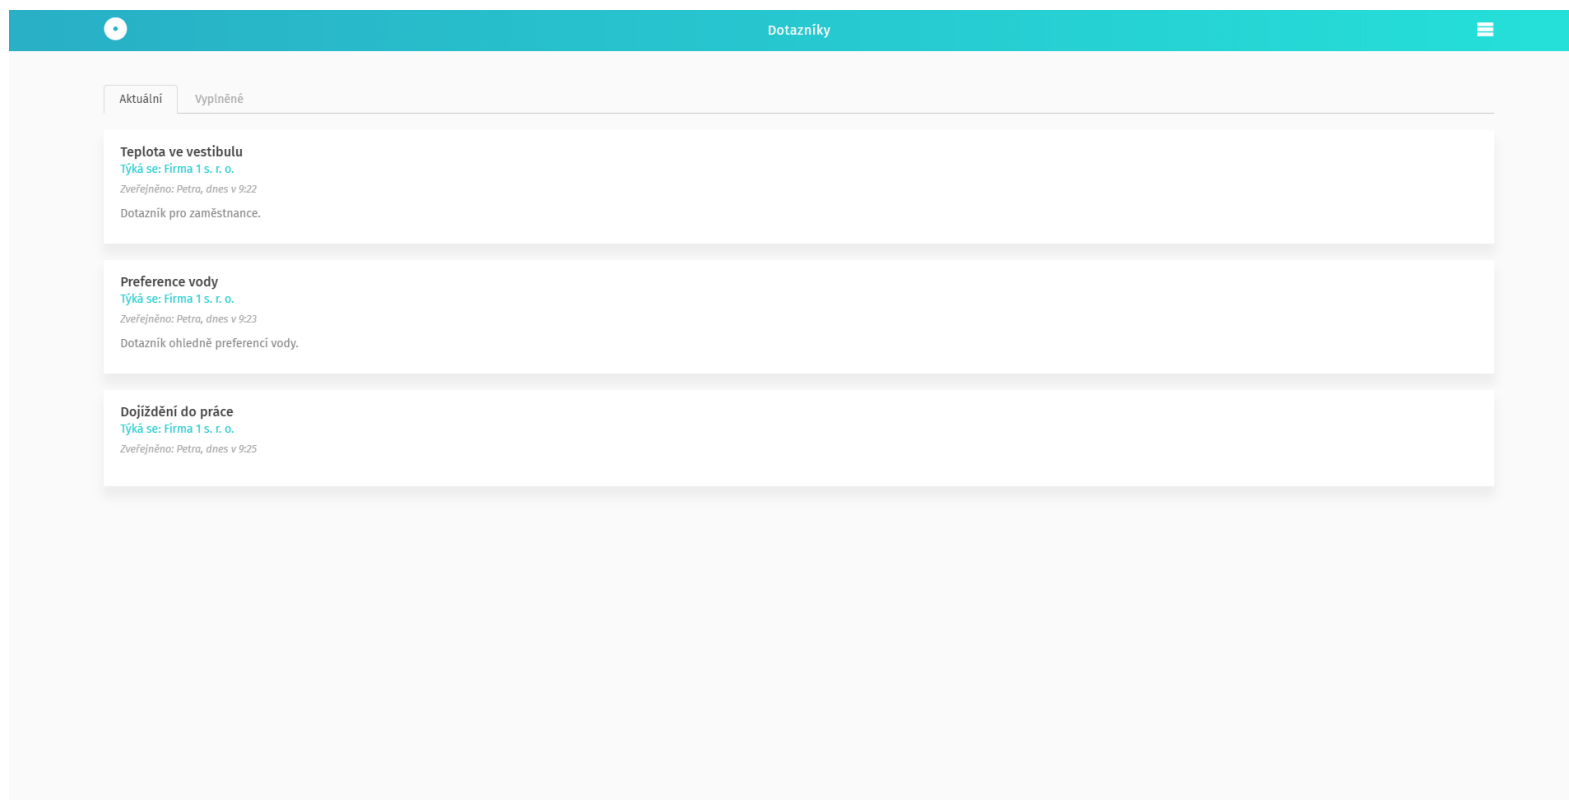 Dotazníky
Aktuální
Vyplněné
Teplota ve vestibulu
Týká se: Firma 1 s. r. o.
Zveřejněno: Petra, dnes v 9:22
Dotazník pro zaměstnance.
Preference vody
Týká se: Firma 1 s. r. o.
Zveřejněno: Petra, dnes v 9:23
Dotazník ohledně preferencí vody.
Dojíždění do práce
Týká se: Firma 1 s. r. o.
Zveřejněno: Petra, dnes v 9:25